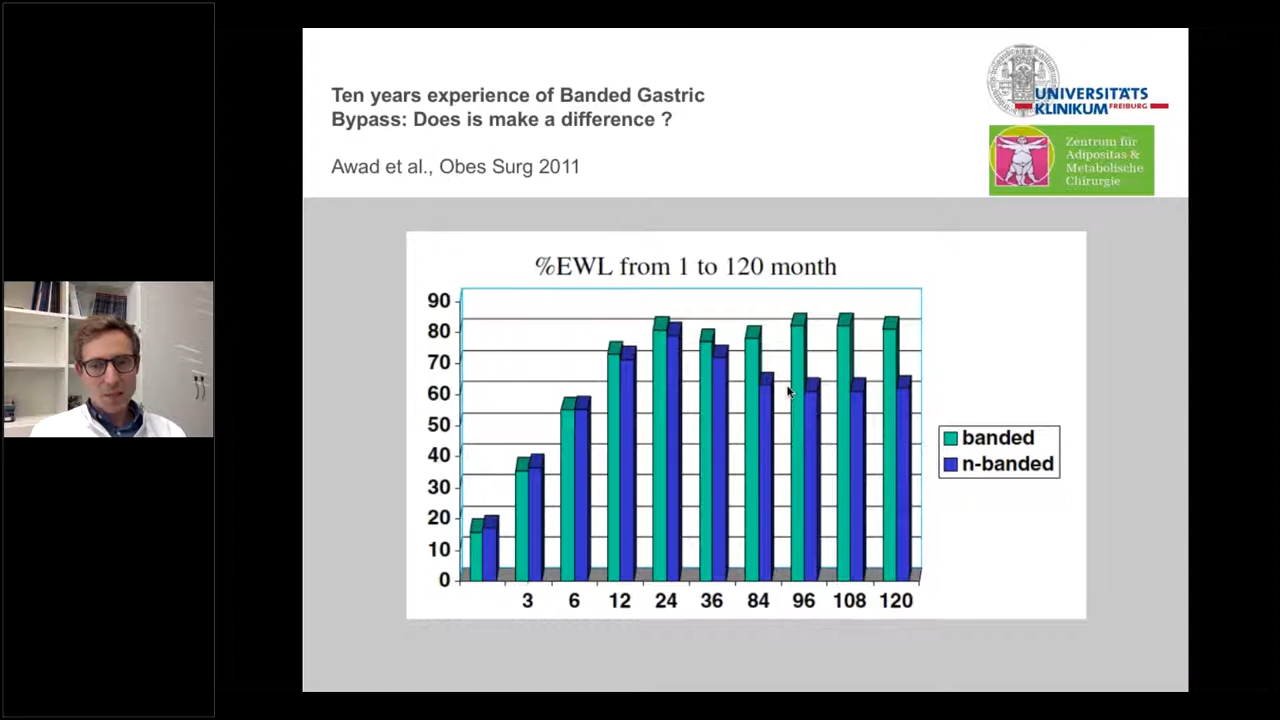 Ten years experience of Banded Gastric
Bypass: Does is make a difference ?
Awad et al., Obes Surg 2011
UNIVERSITÄTS
KLINIKUM FREIBURG
Zentrum für
Adipositas &
Metabolische
Chirurgie
%EWL from 1 to 120 month
90
80
70
60
50
40
30
20
10
0
3 6 12 24 36 84 96 108 120
banded
n-banded